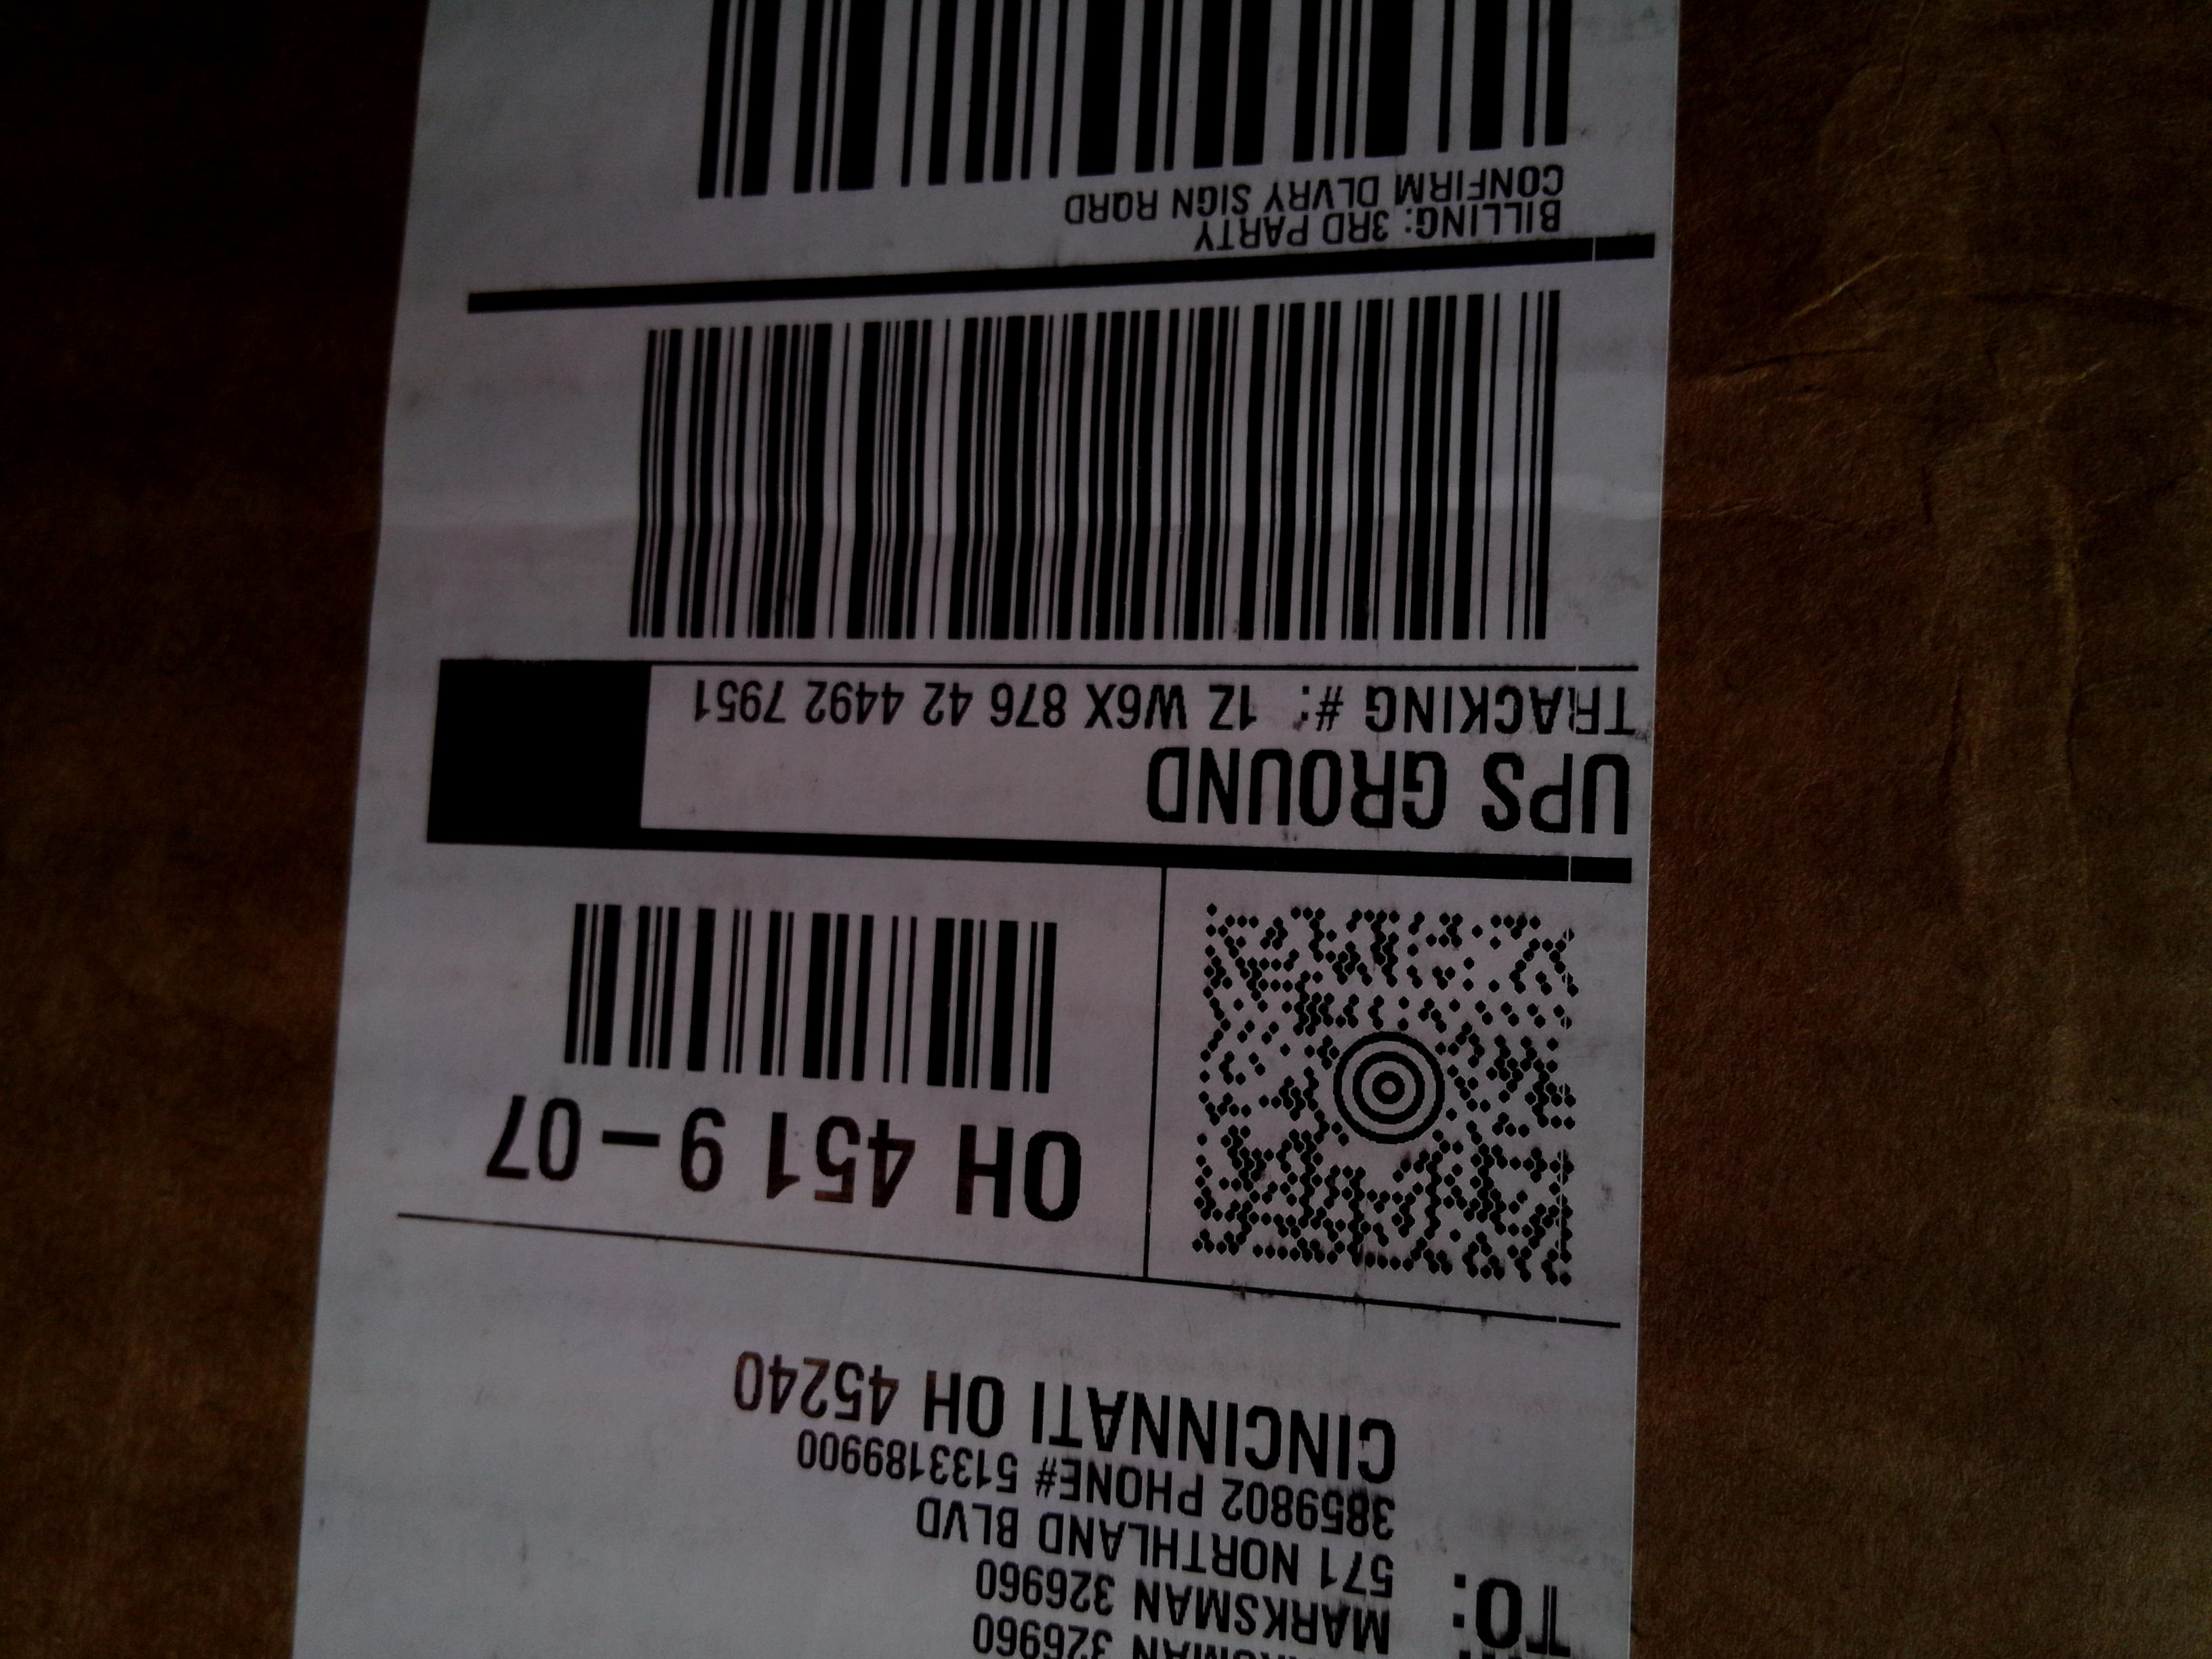 326960
TO: MARKSMAN 326960
571 NORTHLAND BLVD
3859802 PHONE# 5133189900
CINCINNATI OH 45240
OH 451 9-07
UPS GROUND
TRACKING #: 1Z W6X 876 42 4492 7951
BILLING: 3RD PARTY
CONFIRM DLVRY SIGN RQRD